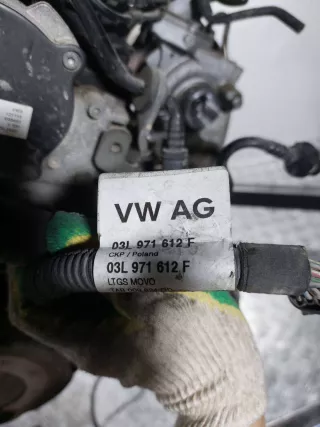 VW AG
03L 971 612 F
CKP / Poland
03L 971 612 F
LTGS MOVO